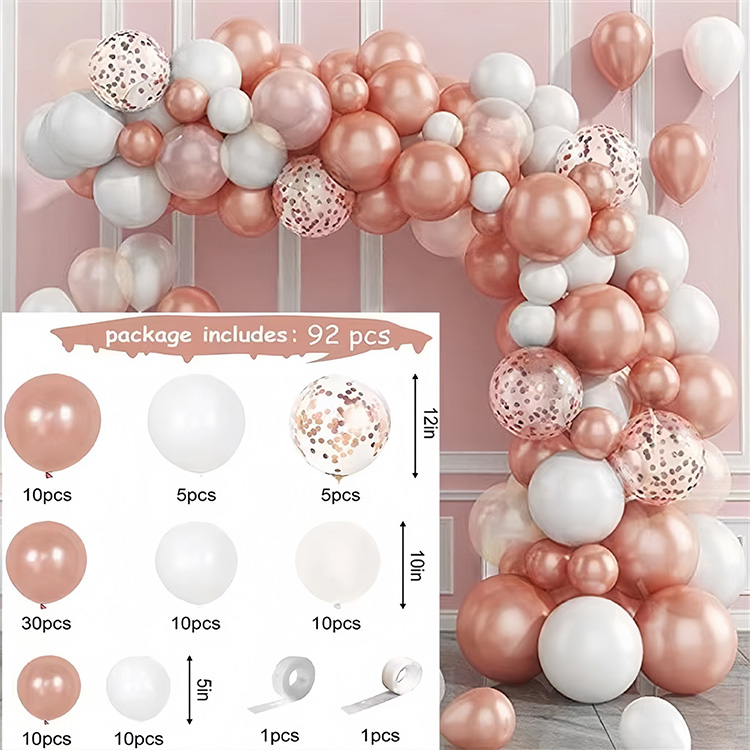 package includes: 92 pcs
12in
10pcs 5pcs 5pcs
10in
30pcs 10pcs 10pcs
5in
10pcs 10pcs 1pcs 1pcs